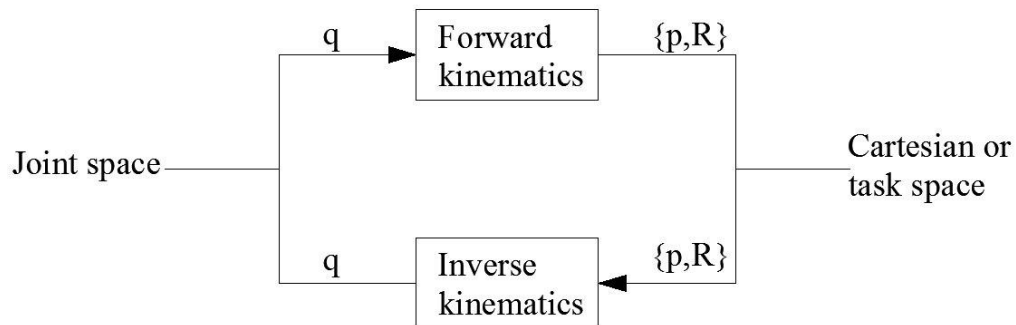 q
Forward
kinematics
{p,R}
Joint space
Cartesian or
task space
q
Inverse
kinematics
{p,R}